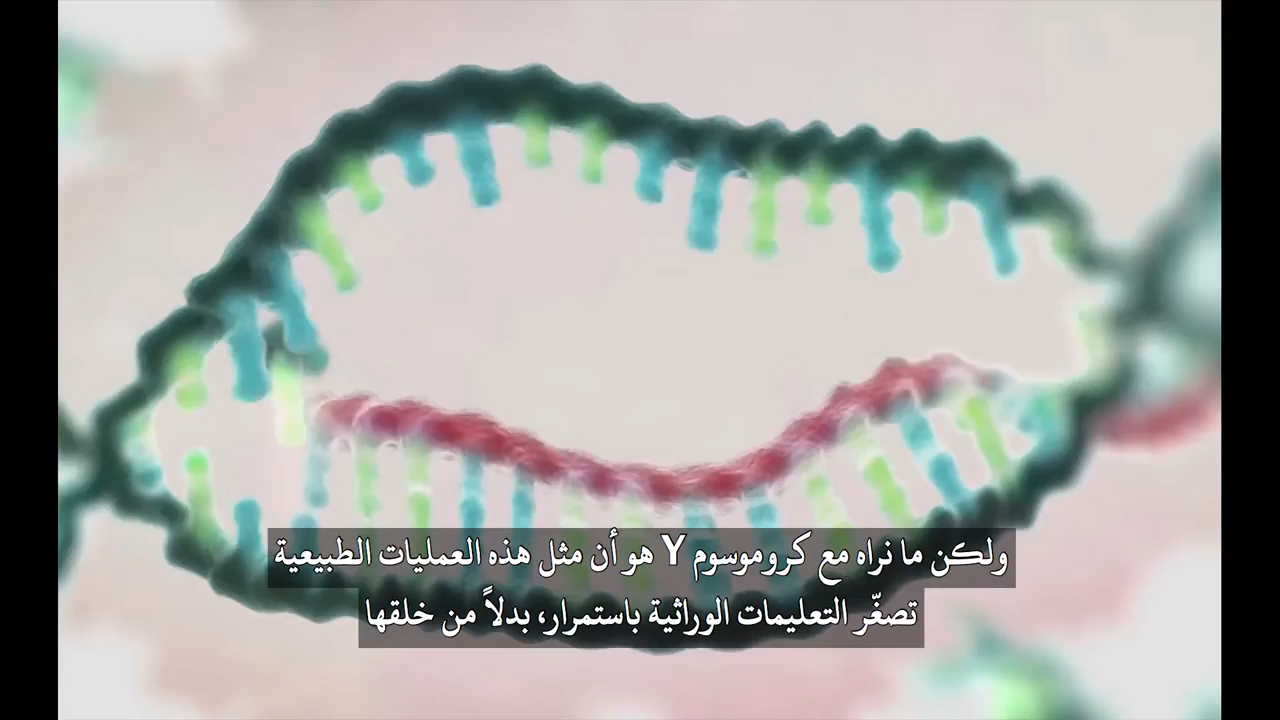 ولكن ما نراه مع كروموسوم Y هو أن مثل هذه العمليات الطبيعية
تصغّر التعليمات الوراثية باستمرار، بدلاً من خلقها